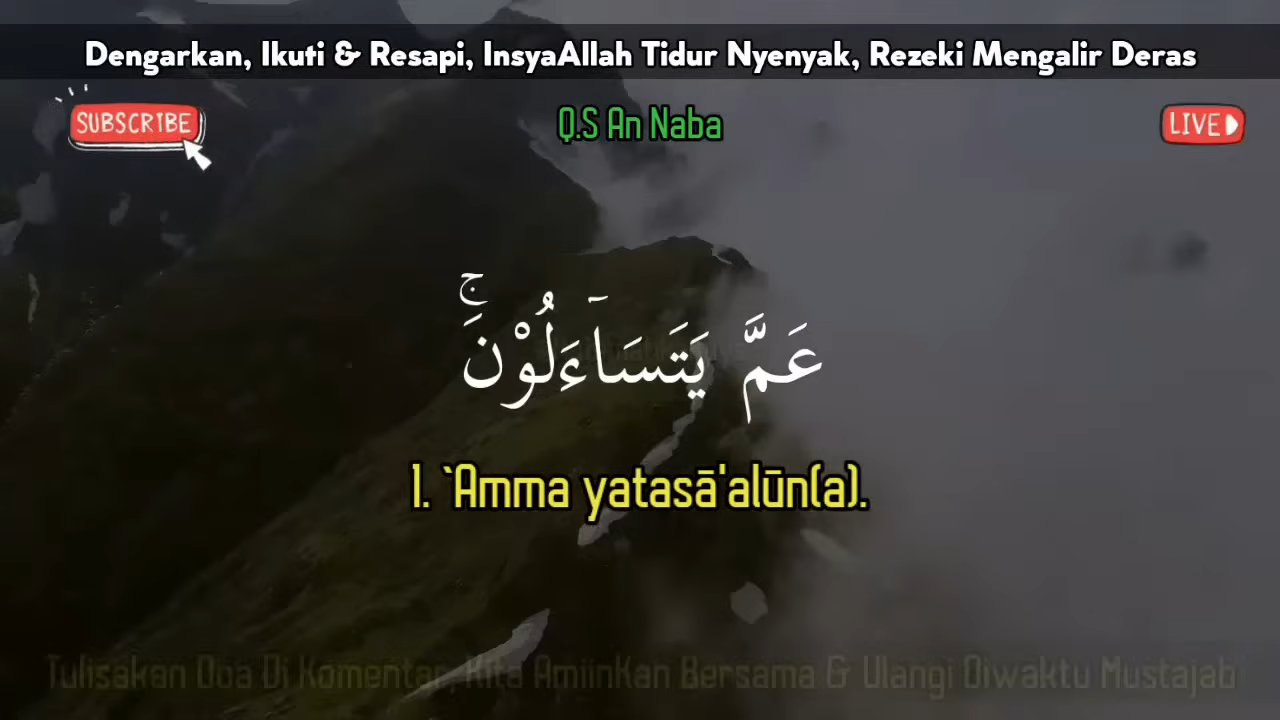 Dengarkan, Ikuti & Resapi, InsyaAllah Tidur Nyenyak, Rezeki Mengalir Deras
SUBSCRIBE
Q.S An Naba
LIVE
عَمَّ يَتَسَاۤءَلُوْنَۚ
1. `Amma yatasā'alūn(a).
Tulisakan Doa Di Komentar, Kita AmiinKan Bersama & Ulangi Diwaktu Mustajab